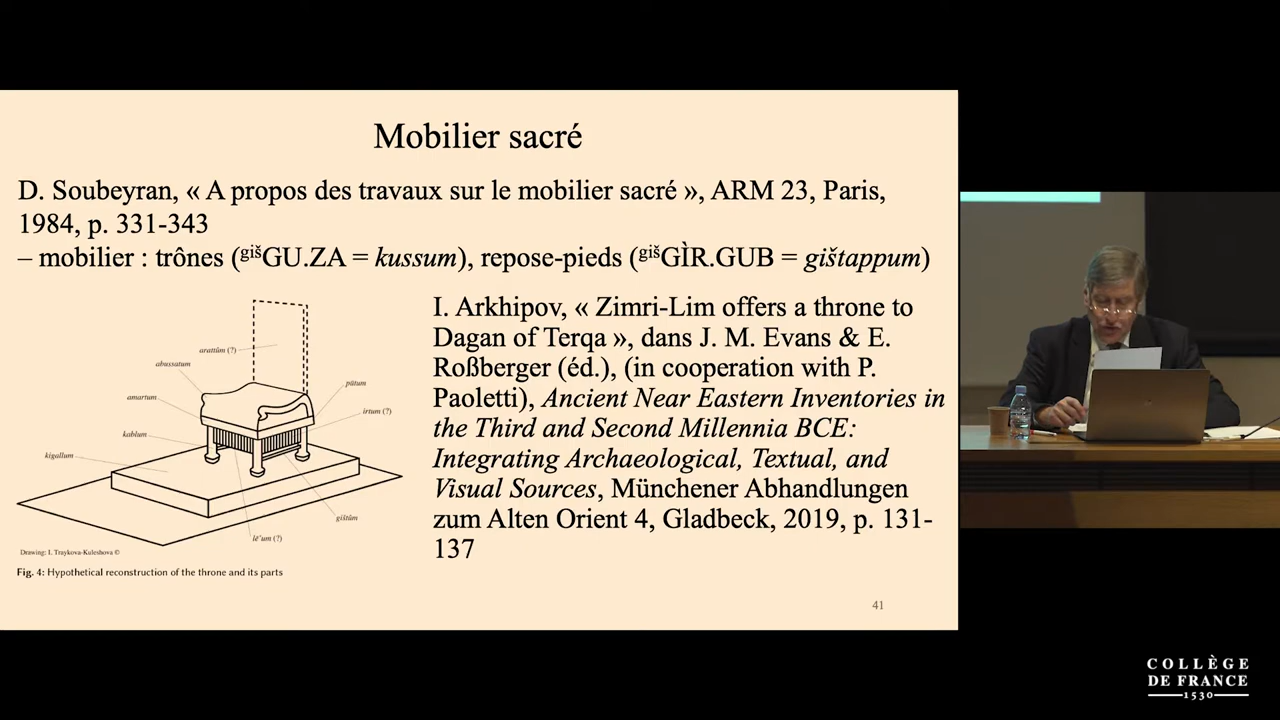 Mobilier sacré
D. Soubeyran, « A propos des travaux sur le mobilier sacré », ARM 23, Paris,
1984, p. 331-343
– mobilier : trônes (gišGU.ZA = kussum), repose-pieds (gišGÌR.GUB = gištappum)
I. Arkhipov, « Zimri-Lim offers a throne to
Dagan of Terqa », dans J. M. Evans & E.
Roßberger (éd.), (in cooperation with P.
Paoletti), Ancient Near Eastern Inventories in
the Third and Second Millennia BCE:
Integrating Archaeological, Textual, and
Visual Sources, Münchener Abhandlungen
zum Alten Orient 4, Gladbeck, 2019, p. 131-
137
arattûm (?)
abussatum
pūtum
amartum
irtum (?)
kablum
kigallum
gištûm
lēʾum (?)
Drawing: I. Traykova-Kuleshova ©
Fig. 4: Hypothetical reconstruction of the throne and its parts
41
COLLÈGE
DE FRANCE
1530